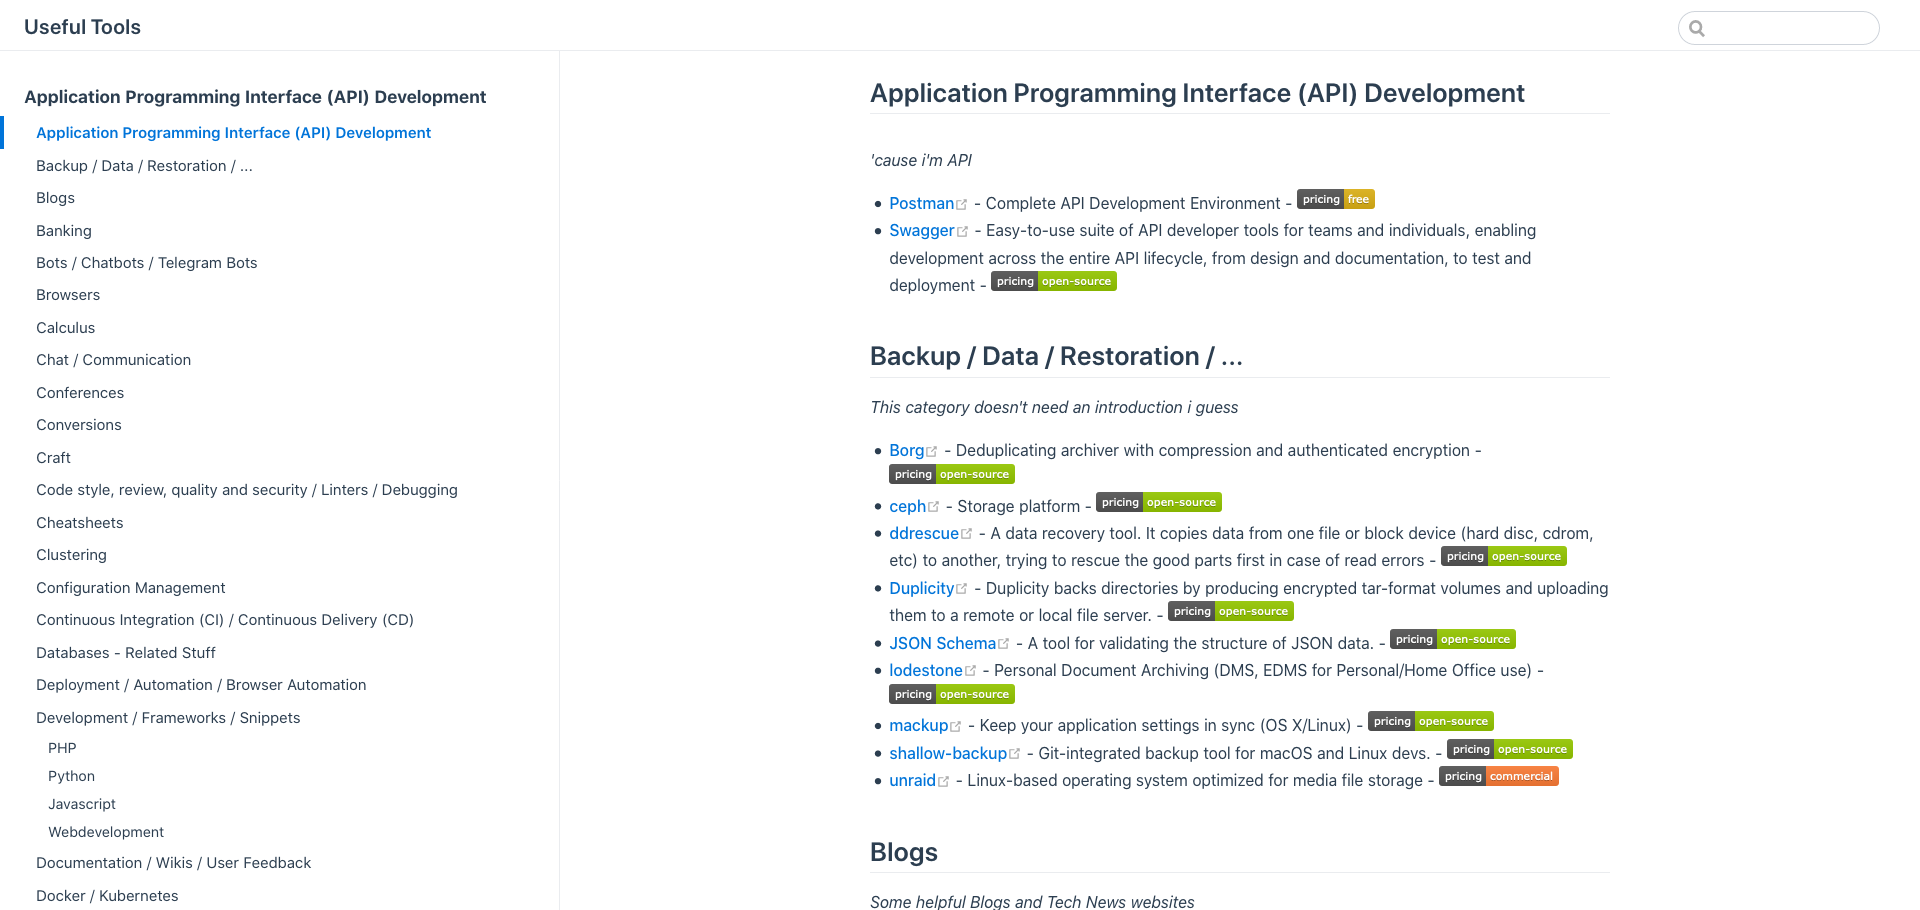 Useful Tools
Application Programming Interface (API) Development
Application Programming Interface (API) Development
Backup / Data / Restoration / ...
Blogs
Banking
Bots / Chatbots / Telegram Bots
Browsers
Calculus
Chat / Communication
Conferences
Conversions
Craft
Code style, review, quality and security / Linters / Debugging
Cheatsheets
Clustering
Configuration Management
Continuous Integration (CI) / Continuous Delivery (CD)
Databases - Related Stuff
Deployment / Automation / Browser Automation
Development / Frameworks / Snippets
PHP
Python
Javascript
Webdevelopment
Documentation / Wikis / User Feedback
Docker / Kubernetes
Application Programming Interface (API) Development
'cause i'm API
Postman - Complete API Development Environment - pricing free
Swagger - Easy-to-use suite of API developer tools for teams and individuals, enabling
development across the entire API lifecycle, from design and documentation, to test and
deployment - pricing open-source
Backup / Data / Restoration / ...
This category doesn't need an introduction i guess
Borg - Deduplicating archiver with compression and authenticated encryption -
pricing open-source
ceph - Storage platform - pricing open-source
ddrescue - A data recovery tool. It copies data from one file or block device (hard disc, cdrom,
etc) to another, trying to rescue the good parts first in case of read errors - pricing open-source
Duplicity - Duplicity backs directories by producing encrypted tar-format volumes and uploading
them to a remote or local file server. - pricing open-source
JSON Schema - A tool for validating the structure of JSON data. - pricing open-source
lodestone - Personal Document Archiving (DMS, EDMS for Personal/Home Office use) -
pricing open-source
mackup - Keep your application settings in sync (OS X/Linux) - pricing open-source
shallow-backup - Git-integrated backup tool for macOS and Linux devs. - pricing open-source
unraid - Linux-based operating system optimized for media file storage - pricing commercial
Blogs
Some helpful Blogs and Tech News websites